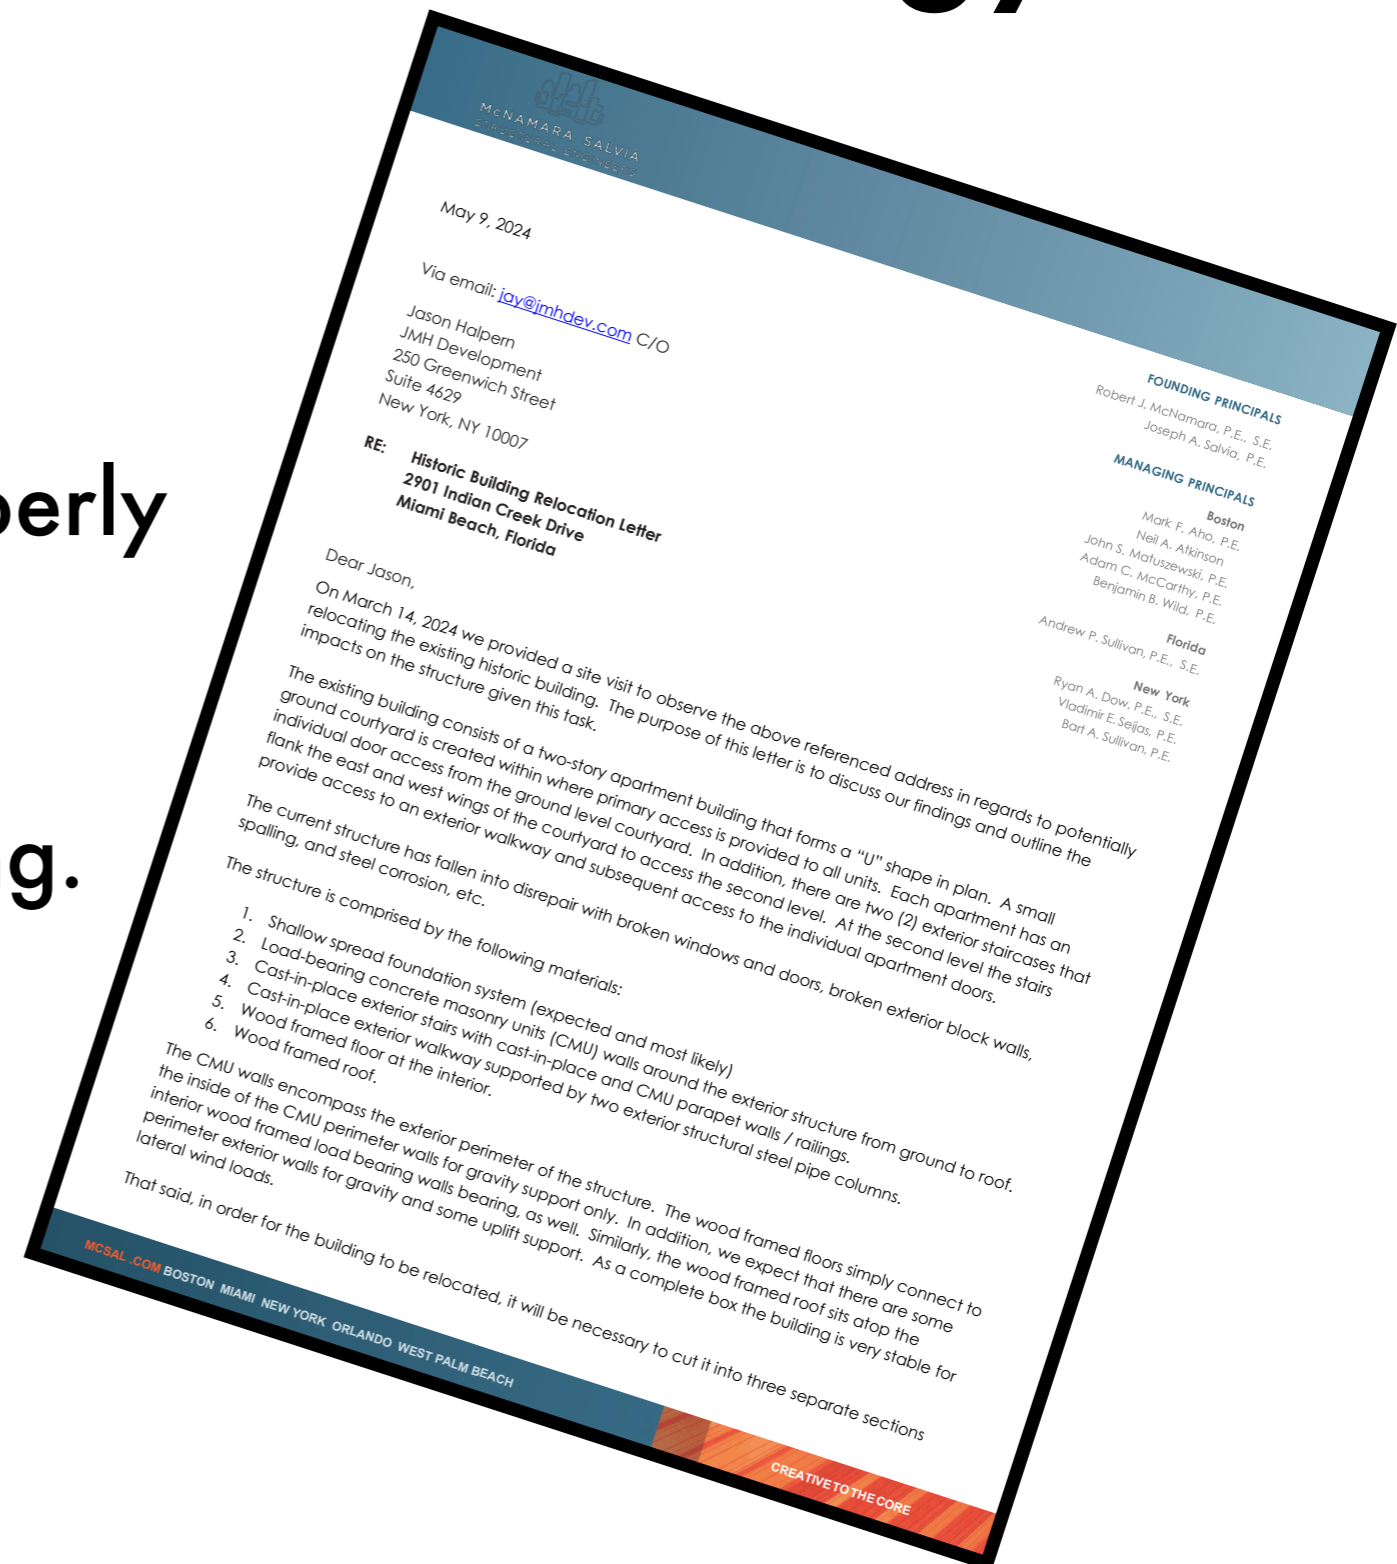 McNAMARA SALVIA
STRUCTURAL ENGINEERS
May 9, 2024
Via email: jay@jmhdev.com C/O
Jason Halpern
JMH Development
250 Greenwich Street
Suite 4629
New York, NY 10007
RE: Historic Building Relocation Letter
2901 Indian Creek Drive
Miami Beach, Florida
FOUNDING PRINCIPALS
Robert J. McNamara, P.E., S.E.
Joseph A. Salvia, P.E.
MANAGING PRINCIPALS
Boston
Mark F. Aho, P.E.
Neil A. Atkinson
John S. Matuszewski, P.E.
Adam C. McCarthy, P.E.
Benjamin B. Wild, P.E.
Florida
Andrew P. Sullivan, P.E., S.E.
New York
Ryan A. Dow, P.E., S.E.
Vladimir E. Seijas, P.E.
Bart A. Sullivan, P.E.
Dear Jason,
On March 14, 2024 we provided a site visit to observe the above referenced address in regards to potentially
relocating the existing historic building. The purpose of this letter is to discuss our findings and outline the
impacts on the structure given this task.
The existing building consists of a two-story apartment building that forms a “U” shape in plan. A small
ground courtyard is created within where primary access is provided to all units. Each apartment has an
individual door access from the ground level courtyard. In addition, there are two (2) exterior staircases that
flank the east and west wings of the courtyard to access the second level. At the second level the stairs
provide access to an exterior walkway and subsequent access to the individual apartment doors.
The current structure has fallen into disrepair with broken windows and doors, broken exterior block walls,
spalling, and steel corrosion, etc.
The structure is comprised by the following materials:
1. Shallow spread foundation system (expected and most likely)
2. Load-bearing concrete masonry units (CMU) walls around the exterior structure from ground to roof.
3. Cast-in-place exterior stairs with cast-in-place and CMU parapet walls / railings.
4. Cast-in-place exterior walkway supported by two exterior structural steel pipe columns.
5. Wood framed floor at the interior.
6. Wood framed roof.
The CMU walls encompass the exterior perimeter of the structure. The wood framed floors simply connect to
the inside of the CMU perimeter walls for gravity support only. In addition, we expect that there are some
interior wood framed load bearing walls bearing, as well. Similarly, the wood framed roof sits atop the
perimeter exterior walls for gravity and some uplift support. As a complete box the building is very stable for
lateral wind loads.
That said, in order for the building to be relocated, it will be necessary to cut it into three separate sections
MCSAL .COM BOSTON MIAMI NEW YORK ORLANDO WEST PALM BEACH
CREATIVE TO THE CORE